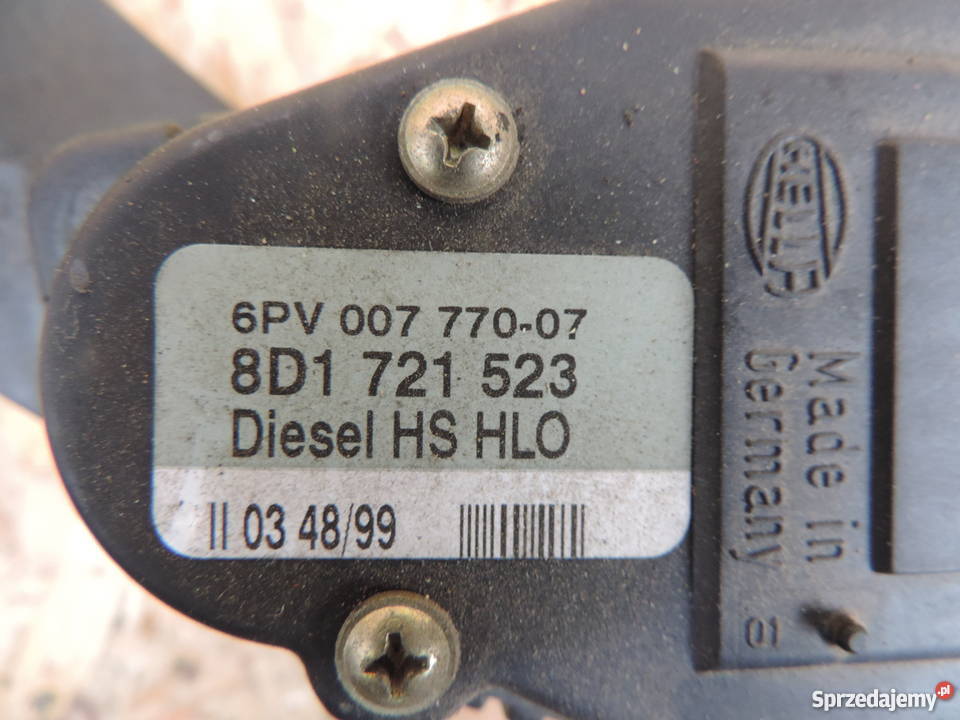 6PV 007 770-07
8D1 721 523
Diesel HS HLO
II 03 48/99
HELLA
Made in
Germany
Sprzedajemy.pl